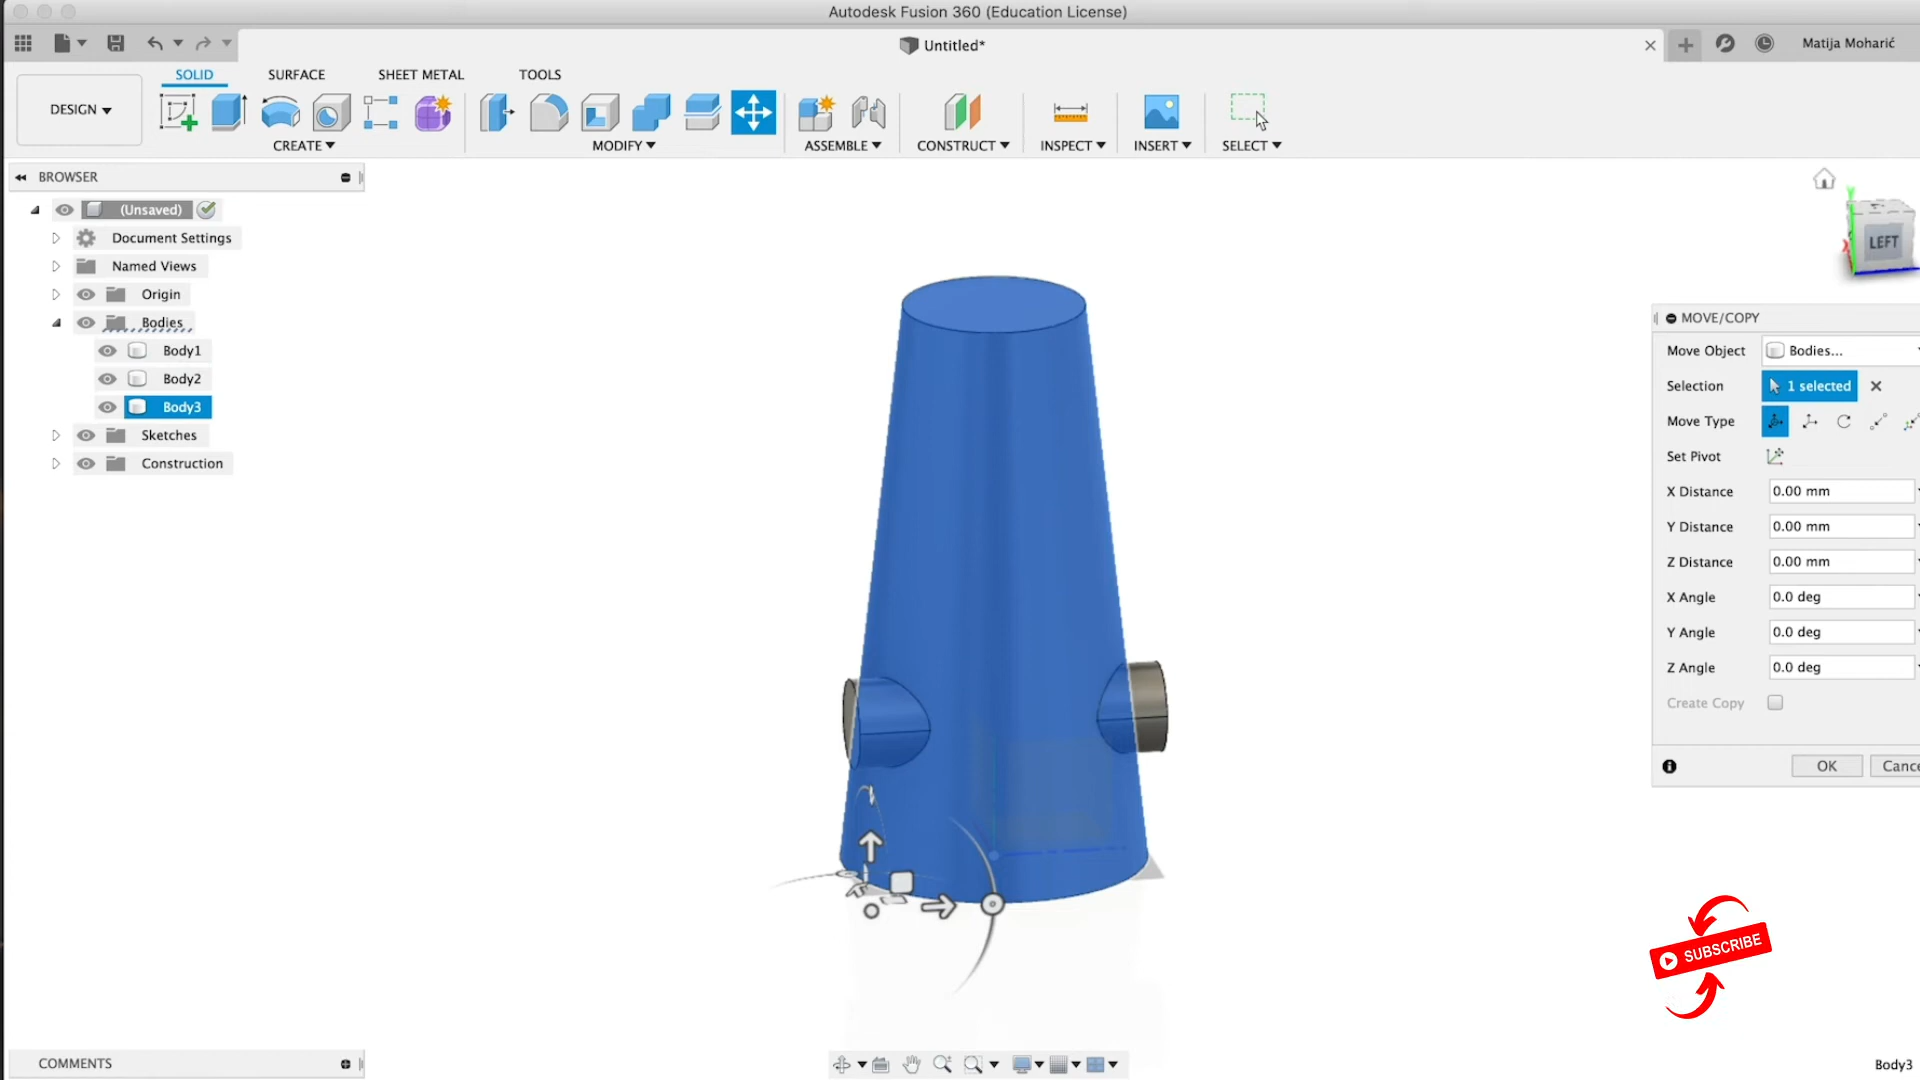 Autodesk Fusion 360 (Education License)
Untitled*
Matija Moharić
DESIGN
SOLID
SURFACE
SHEET METAL
TOOLS
CREATE
MODIFY
ASSEMBLE
CONSTRUCT
INSPECT
INSERT
SELECT
BROWSER
(Unsaved)
Document Settings
Named Views
Origin
Bodies
Body1
Body2
Body3
Sketches
Construction
LEFT
MOVE/COPY
Move Object Bodies...
Selection 1 selected
Move Type
Set Pivot
X Distance 0.00 mm
Y Distance 0.00 mm
Z Distance 0.00 mm
X Angle 0.0 deg
Y Angle 0.0 deg
Z Angle 0.0 deg
Create Copy
OK Cance
SUBSCRIBE
COMMENTS
Body3